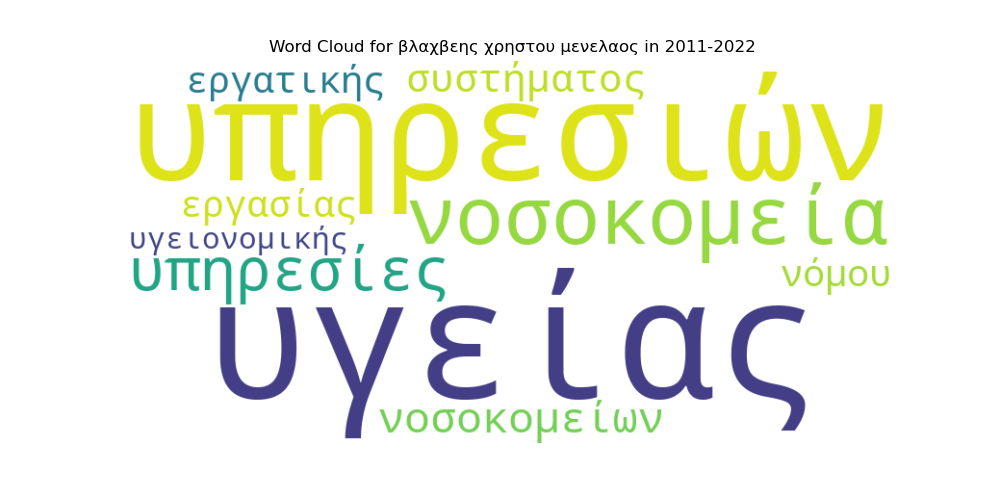 Word Cloud for βλαχβεης χρηστου μενελαος in 2011-2022
εργατικής συστήματος
υπηρεσιών
εργασίας νοσοκομεία
υγειονομικής
υπηρεσίες νόμου
υγείας
νοσοκομείων